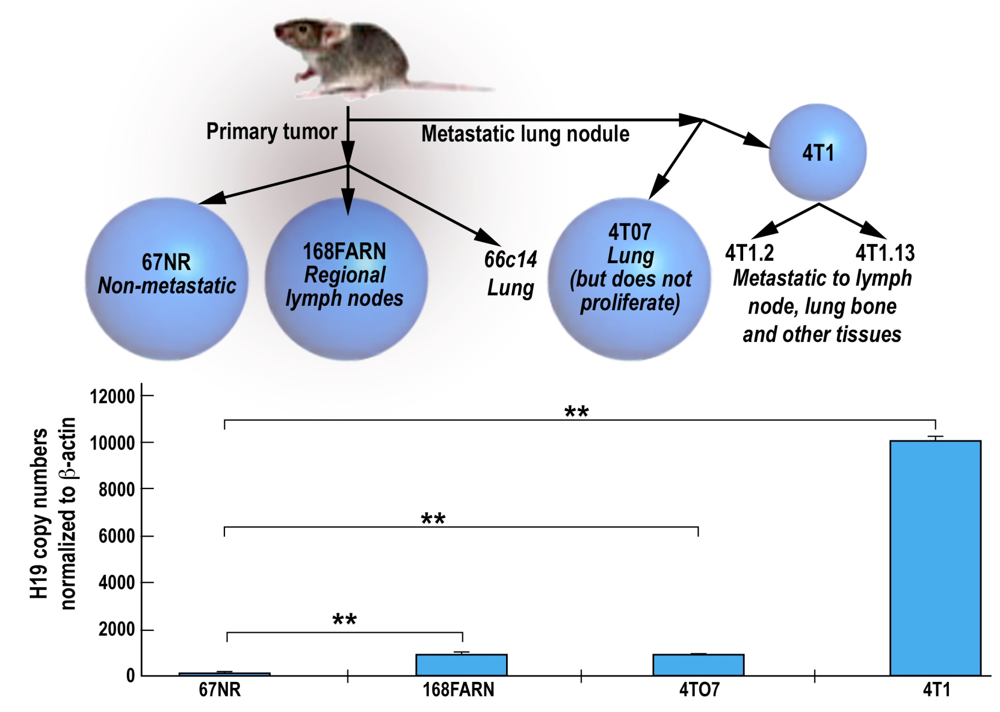 Primary tumor
Metastatic lung nodule
4T1
67NR
Non-metastatic
168FARN
Regional
lymph nodes
66c14
Lung
4T07
Lung
(but does not
proliferate)
4T1.2
4T1.13
Metastatic to lymph
node, lung bone
and other tissues
H19 copy numbers
normalized to β-actin
12000
10000
8000
6000
4000
2000
0
**
**
**
67NR
168FARN
4TO7
4T1